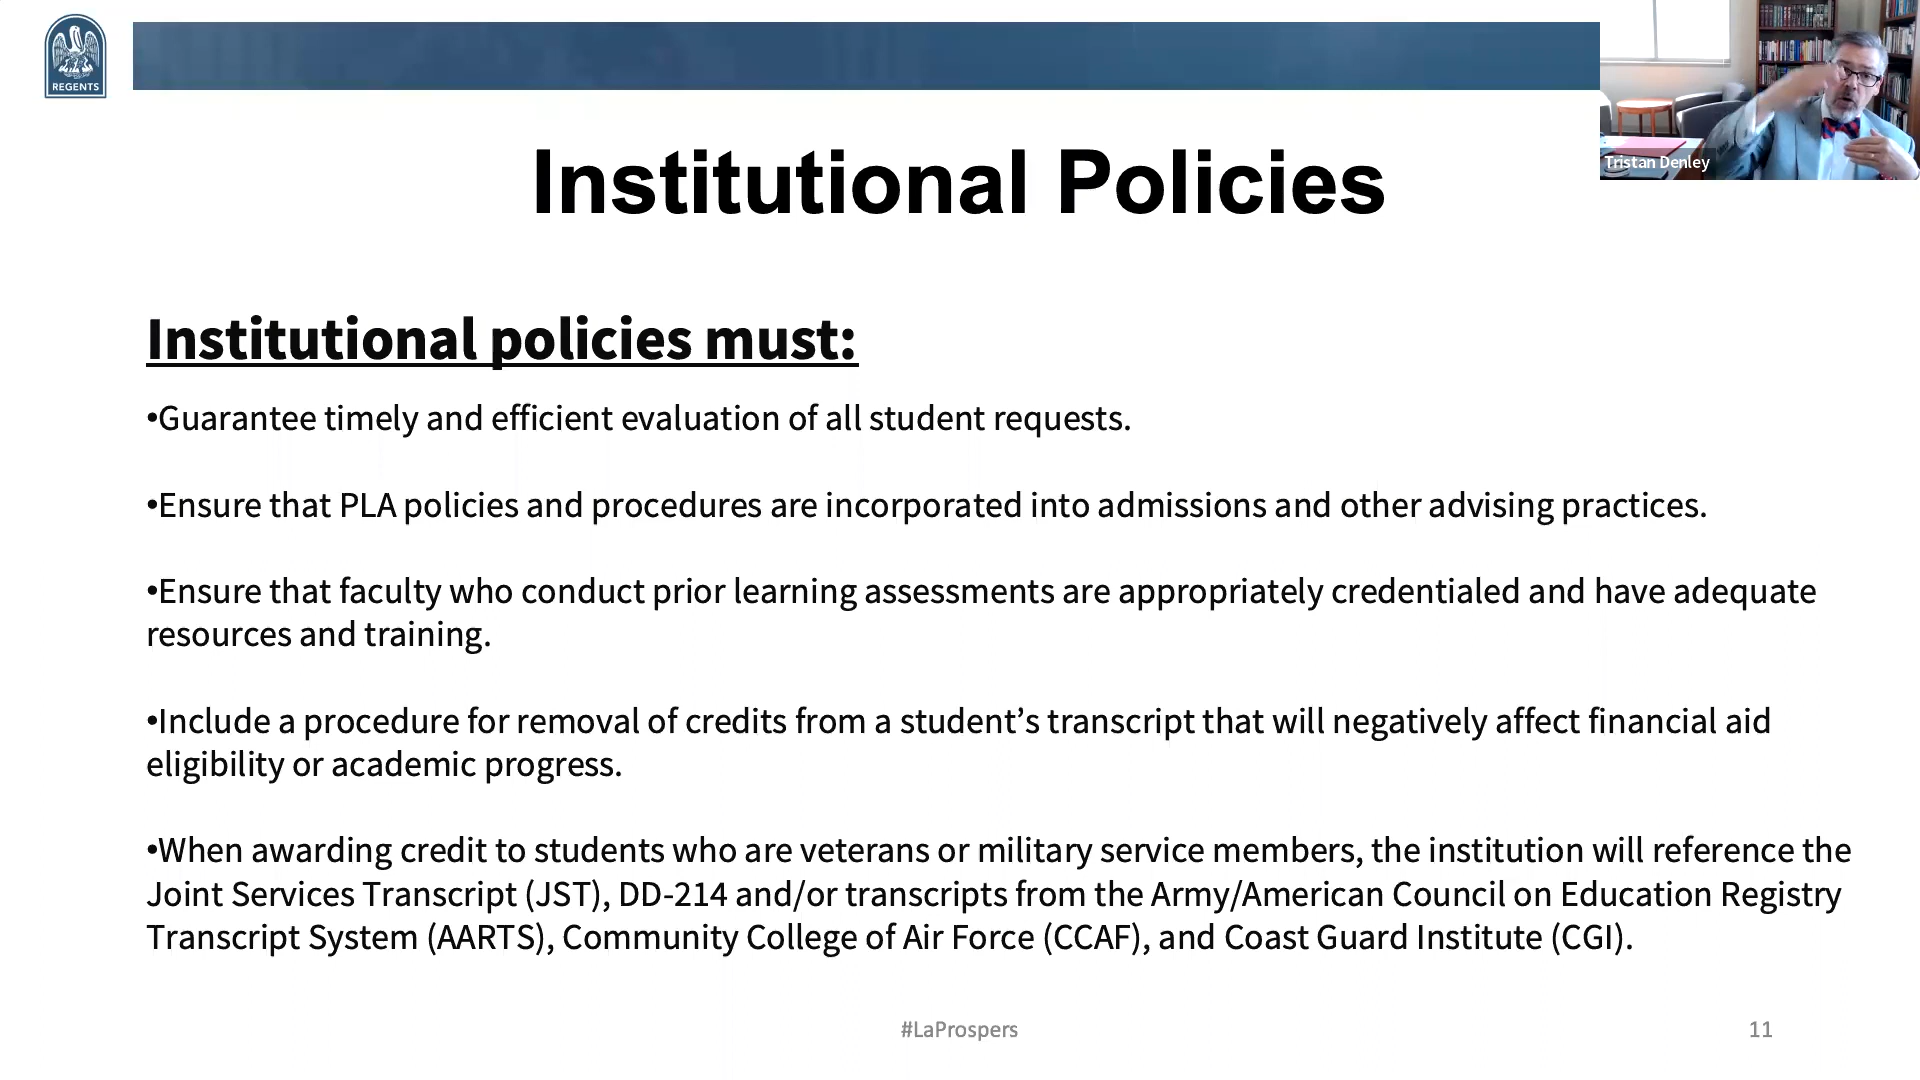 REGENTS
Tristan Denley
Institutional Policies
Institutional policies must:
•Guarantee timely and efficient evaluation of all student requests.
•Ensure that PLA policies and procedures are incorporated into admissions and other advising practices.
•Ensure that faculty who conduct prior learning assessments are appropriately credentialed and have adequate
resources and training.
•Include a procedure for removal of credits from a student’s transcript that will negatively affect financial aid
eligibility or academic progress.
•When awarding credit to students who are veterans or military service members, the institution will reference the
Joint Services Transcript (JST), DD-214 and/or transcripts from the Army/American Council on Education Registry
Transcript System (AARTS), Community College of Air Force (CCAF), and Coast Guard Institute (CGI).
#LaProspers
11